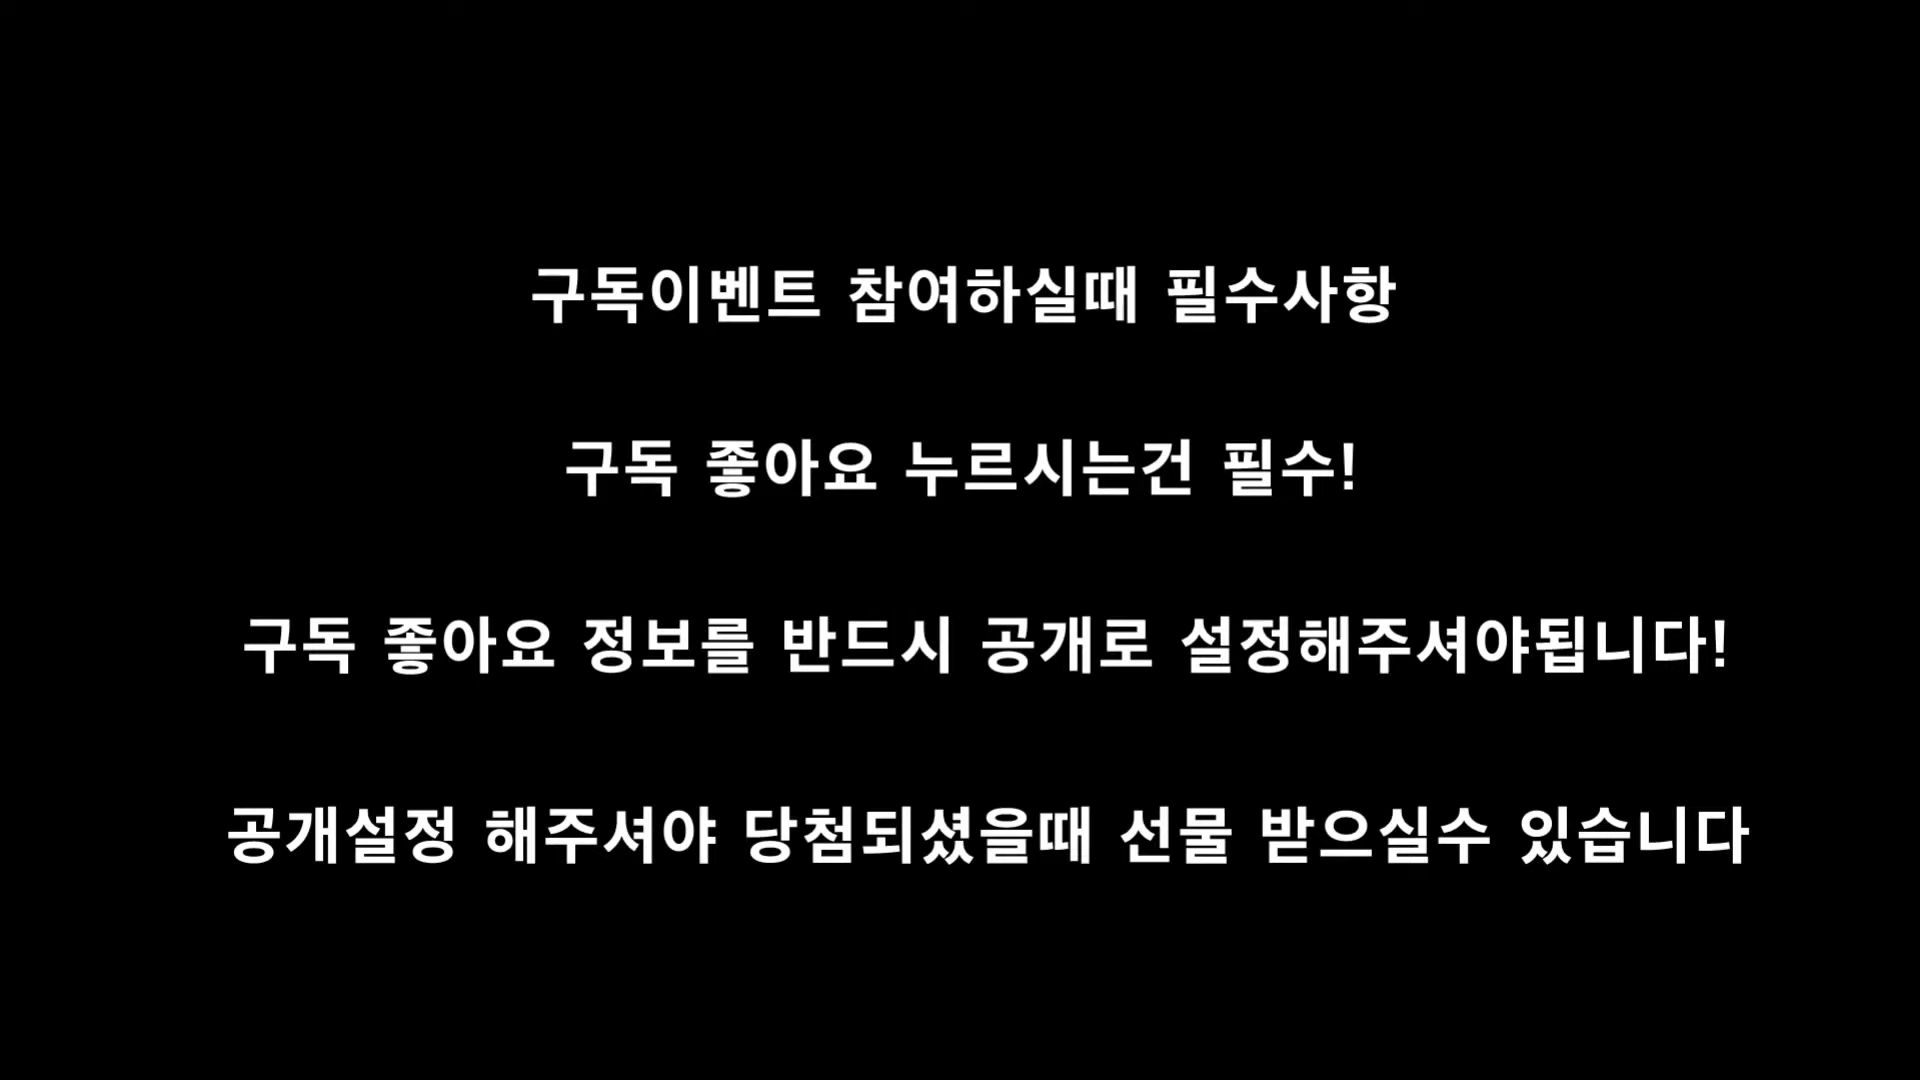 구독이벤트 참여하실때 필수사항
구독 좋아요 누르시는건 필수!
구독 좋아요 정보를 반드시 공개로 설정해주셔야됩니다!
공개설정 해주셔야 당첨되셨을때 선물 받으실수 있습니다